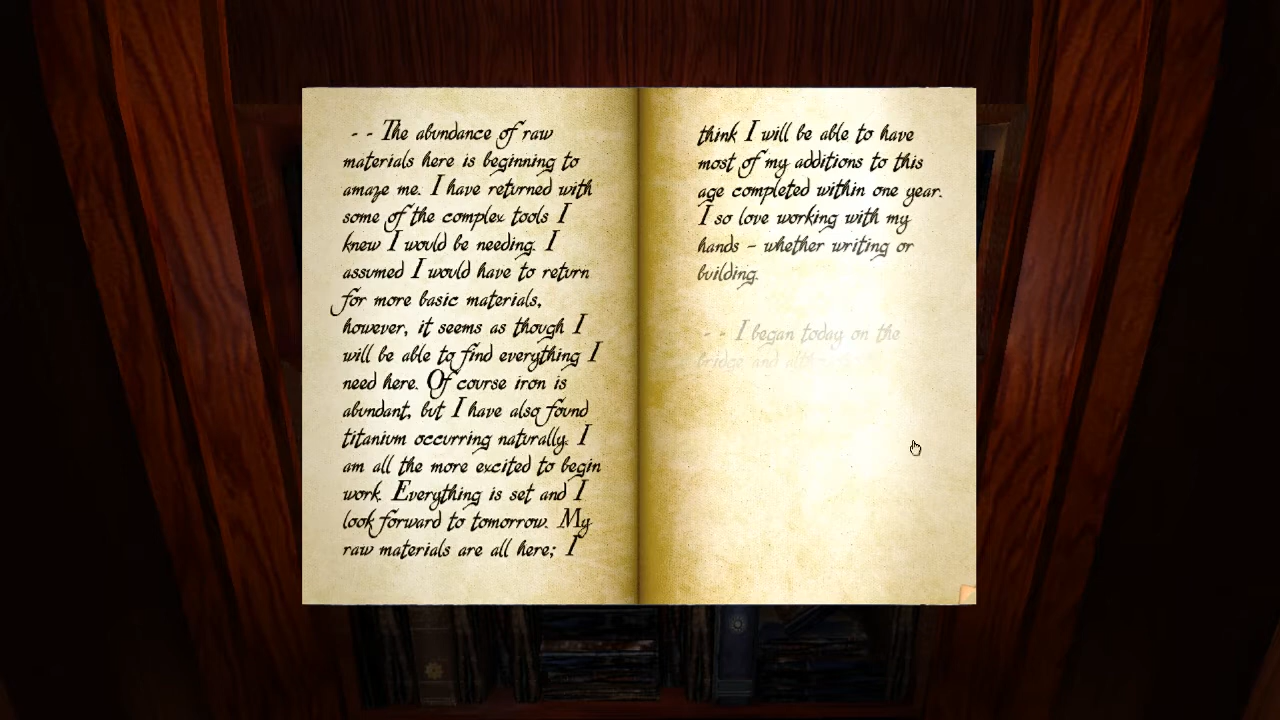 - - The abundance of raw
materials here is beginning to
amaze me. I have returned with
some of the complex tools I
knew I would be needing. I
assumed I would have to return
for more basic materials,
however, it seems as though I
will be able to find everything I
need here. Of course iron is
abundant, but I have also found
titanium occurring naturally. I
am all the more excited to begin
work. Everything is set and I
look forward to tomorrow. My
raw materials are all here; I
think I will be able to have
most of my additions to this
age completed within one year.
I so love working with my
hands - whether writing or
building.
- - I began today on the
bridge and